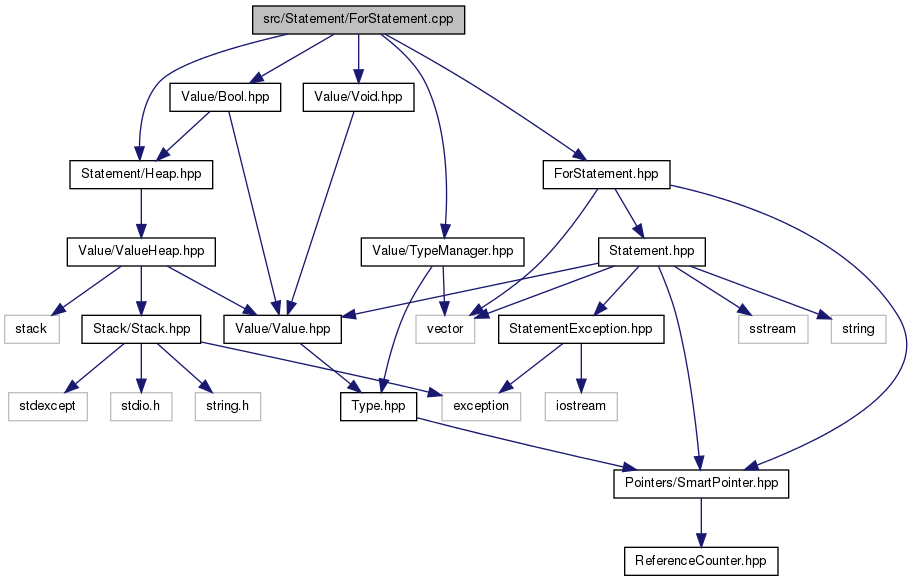 src/Statement/ForStatement.cpp
Value/Bool.hpp
Value/Void.hpp
Statement/Heap.hpp
ForStatement.hpp
Value/ValueHeap.hpp
Value/TypeManager.hpp
Statement.hpp
stack
Stack/Stack.hpp
Value/Value.hpp
vector
StatementException.hpp
sstream
string
stdexcept
stdio.h
string.h
Type.hpp
exception
iostream
Pointers/SmartPointer.hpp
ReferenceCounter.hpp